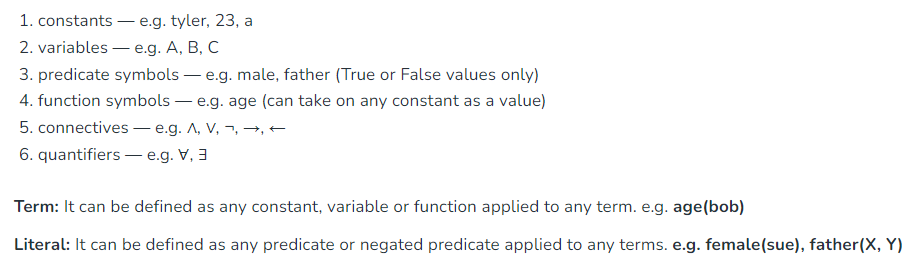 1. constants — e.g. tyler, 23, a
2. variables — e.g. A, B, C
3. predicate symbols — e.g. male, father (True or False values only)
4. function symbols — e.g. age (can take on any constant as a value)
5. connectives — e.g. ∧, ∨, ¬, →, ←
6. quantifiers — e.g. ∀, ∃
Term: It can be defined as any constant, variable or function applied to any term. e.g. age(bob)
Literal: It can be defined as any predicate or negated predicate applied to any terms. e.g. female(sue), father(X, Y)